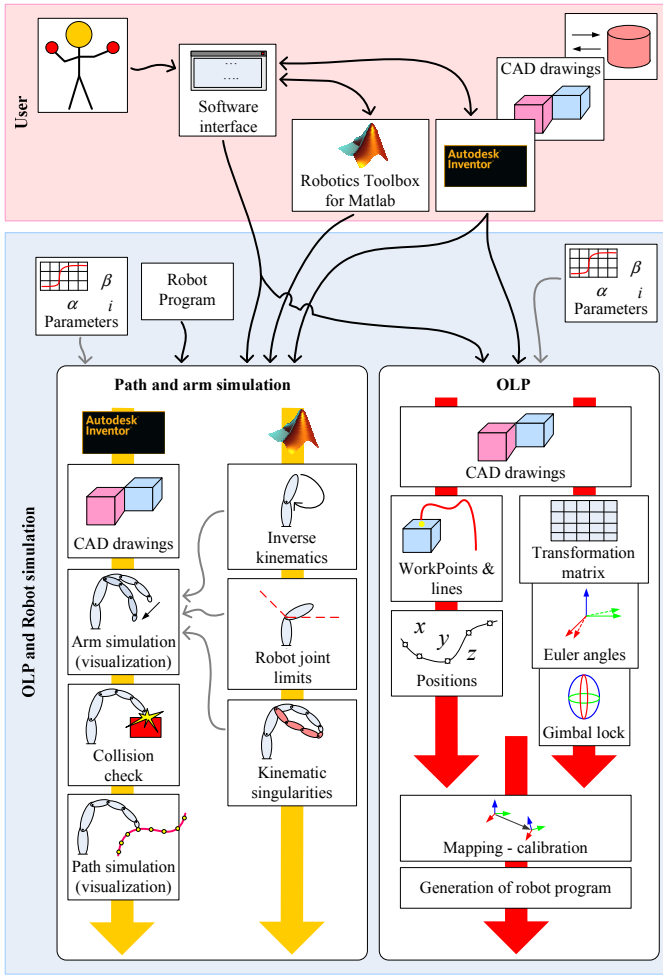 User
Software
interface
... 
....
CAD drawings
Robotics Toolbox
for Matlab
Autodesk
Inventor
OLP and Robot simulation
β
α
i
Parameters
Robot
Program
β
α
i
Parameters
Path and arm simulation
Autodesk
Inventor
CAD drawings
Arm simulation
(visualization)
Collision
check
Path simulation
(visualization)
Inverse
kinematics
Robot joint
limits
Kinematic
singularities
OLP
CAD drawings
WorkPoints &
lines
x
y
z
Positions
Transformation
matrix
Euler angles
Gimbal lock
Mapping - calibration
Generation of robot program